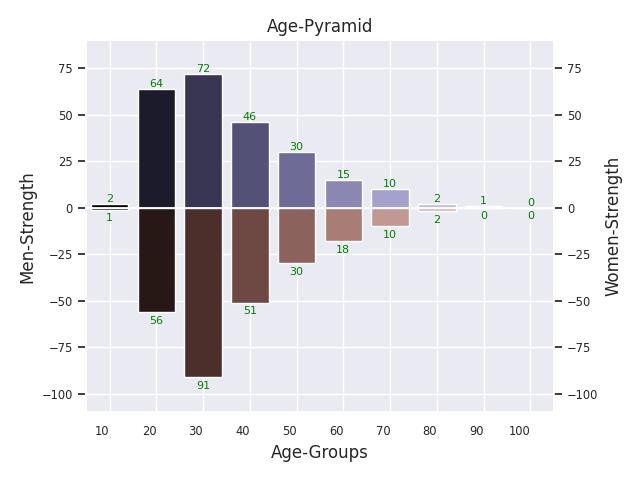 Age-Pyramid
75 75
50 50
25 25
0 0
−25 −25
−50 −50
−75 −75
−100 −100
Men-Strength
Women-Strength
2 64 72 46 30 15 10 2 1 0
1 56 91 51 30 18 10 2 0 0
10 20 30 40 50 60 70 80 90 100
Age-Groups